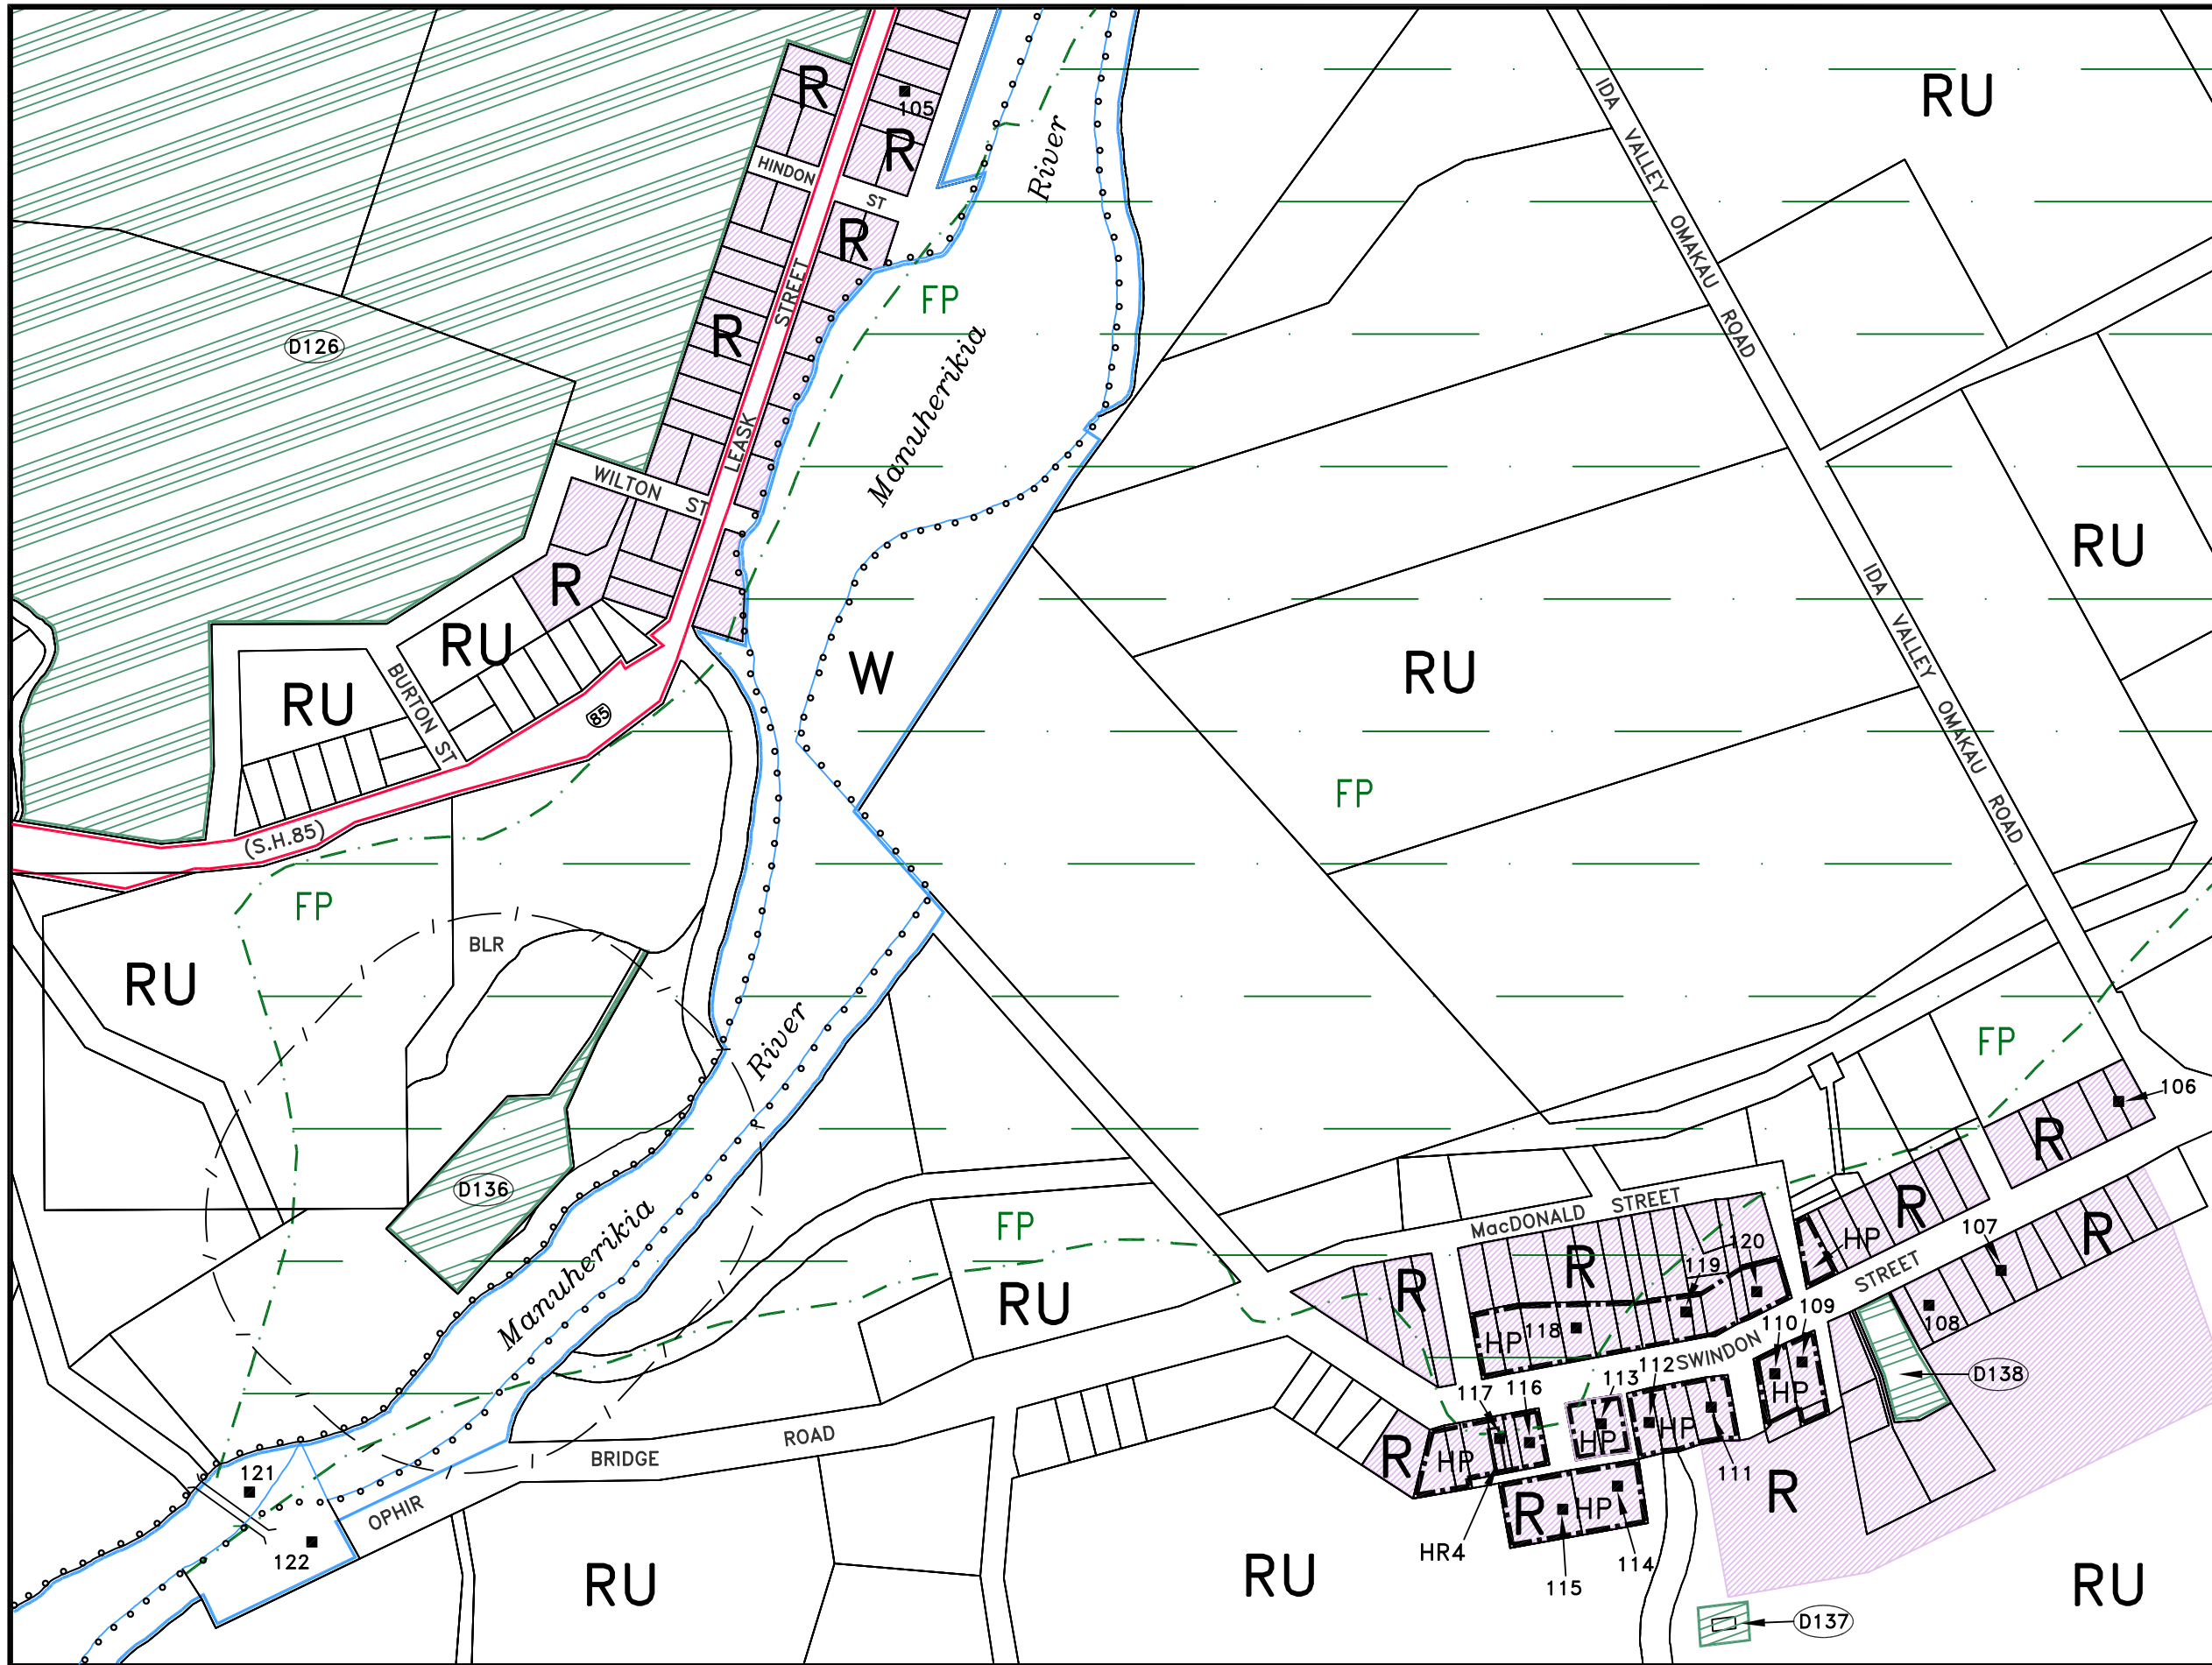 R
105
RU
IDA VALLEY OMAKAU ROAD
R
HINDON
ST
River
R
FP
STREET
D126
R
Manuherikia
LEASK
WILTON ST
RU
IDA VALLEY OMAKAU ROAD
R
RU
W
RU
RU
BURTON ST
85
FP
(S.H.85)
FP
BLR
RU
River
FP
106
R
D136
R
MacDONALD STREET
107
R
HP
FP
Manuherikia
R
R
120
119
STREET
RU
HP
118
109
110
108
SWINDON
112
113
D138
117
116
HP
ROAD
BRIDGE
R
HP
HP
HP
111
121
OPHIR
R
HP
R
122
HR4
114
115
RU
RU
RU
D137